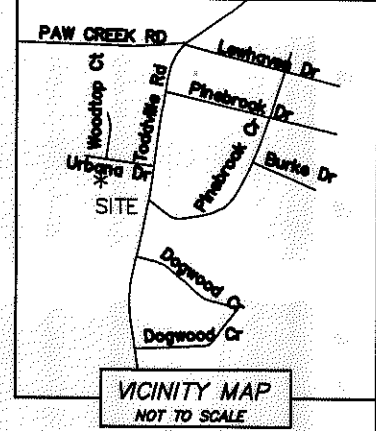 PAW CREEK RD
Lawhaven Dr
Woodtop Ct
Toddville Rd
Pinebrook Dr
Pinebrook Cr
Burke Dr
Urbana Dr
SITE
Dogwood Cr
Dogwood Cr
VICINITY MAP
NOT TO SCALE